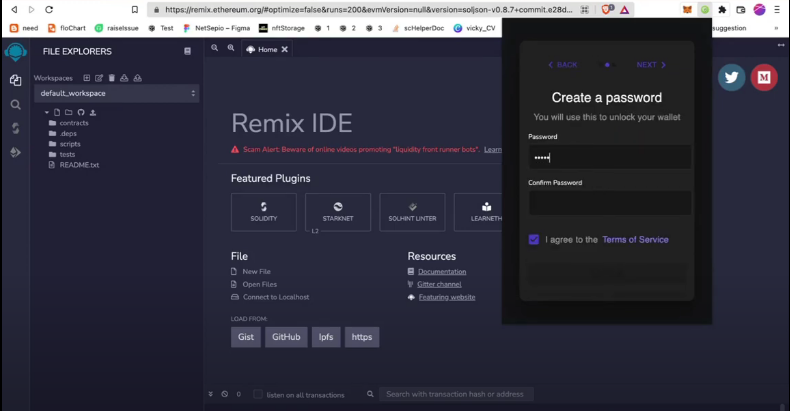 https://remix.ethereum.org/#optimize=false&runs=200&evmVersion=null&version=soljson-v0.8.7+commit.e28d...
need
floChart
raiseIssue
Test
NetSepio – Figma
nftStorage
1
2
3
scHelperDoc
vicky_CV
suggestion
»
FILE EXPLORERS
Home
Workspaces
default_workspace
contracts
.deps
scripts
tests
README.txt
Remix IDE
Scam Alert: Beware of online videos promoting "liquidity front runner bots". Learn
Featured Plugins
SOLIDITY
STARKNET
L2
SOLHINT LINTER
LEARNETH
File
New File
Open Files
Connect to Localhost
LOAD FROM:
Gist
GitHub
Ipfs
https
Resources
Documentation
Gitter channel
Featuring website
0
listen on all transactions
Search with transaction hash or address
< BACK
NEXT >
Create a password
You will use this to unlock your wallet
Password
•••••
Confirm Password
I agree to the Terms of Service